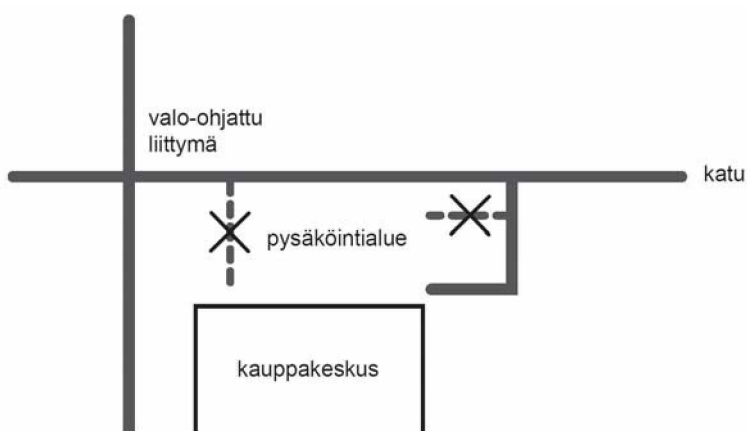 valo-ohjattu
liittymä
katu
pysäköintialue
kauppakeskus